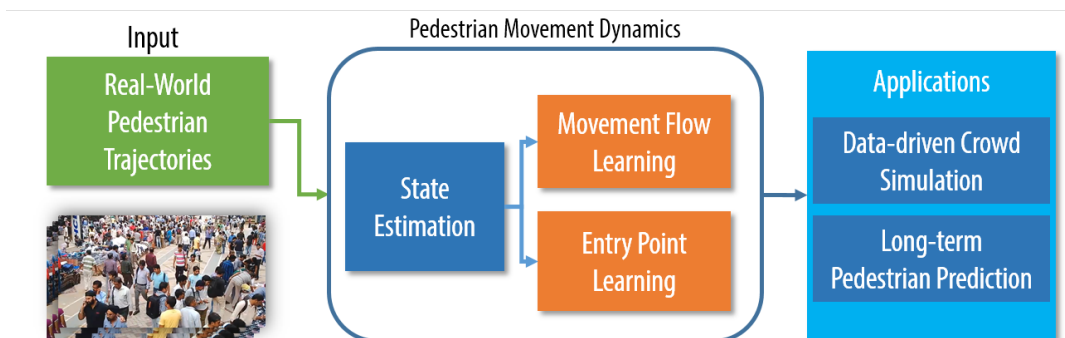 Input
Real-World
Pedestrian
Trajectories
Pedestrian Movement Dynamics
State
Estimation
Movement Flow
Learning
Entry Point
Learning
Applications
Data-driven Crowd
Simulation
Long-term
Pedestrian Prediction